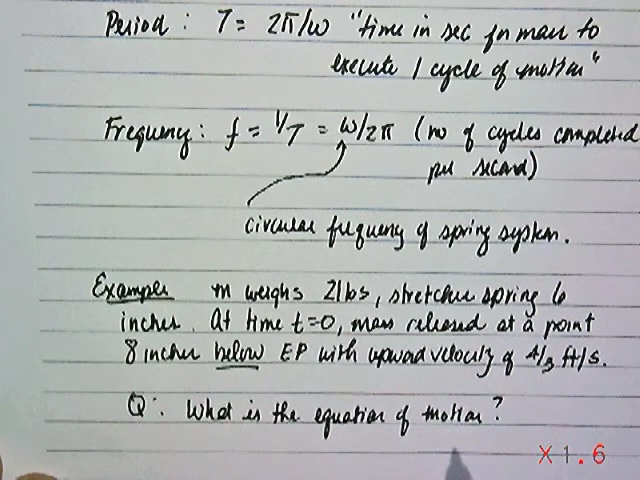 Period : T = 2π/ω "time in sec for mass to
execute 1 cycle of motion"
Frequency : f = 1/T = ω/2π (no of cycles completed
per second)
circular frequency of spring system.
Example m weighs 2 lbs, stretches spring 6
inches. At time t=0, mass released at a point
8 inches below EP with upward velocity of 4/3 ft/s.
Q : What is the equation of motion?
X1.6